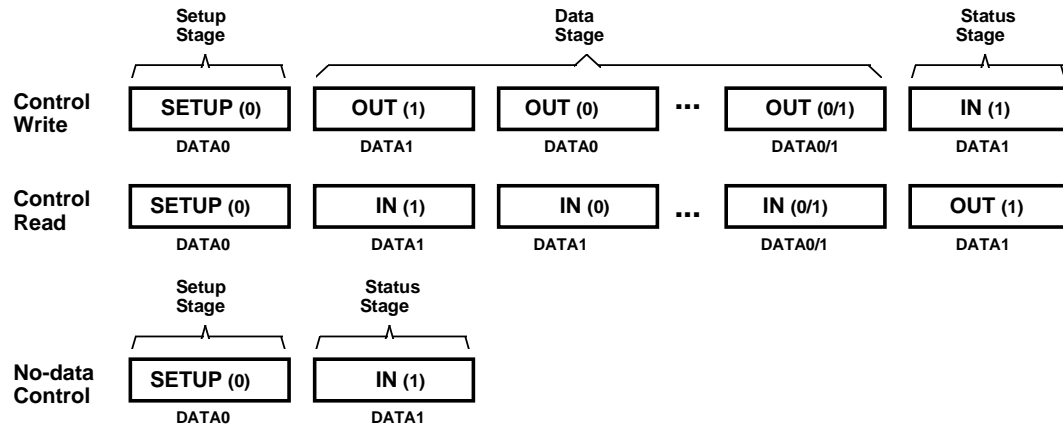 Setup Stage
Data Stage
Status Stage
Control Write
SETUP (0)
OUT (1)
OUT (0)
...
OUT (0/1)
IN (1)
DATA0
DATA1
DATA0
DATA0/1
DATA1
Control Read
SETUP (0)
IN (1)
IN (0)
...
IN (0/1)
OUT (1)
DATA0
DATA1
DATA1
DATA0/1
DATA1
Setup Stage
Status Stage
No-data Control
SETUP (0)
IN (1)
DATA0
DATA1